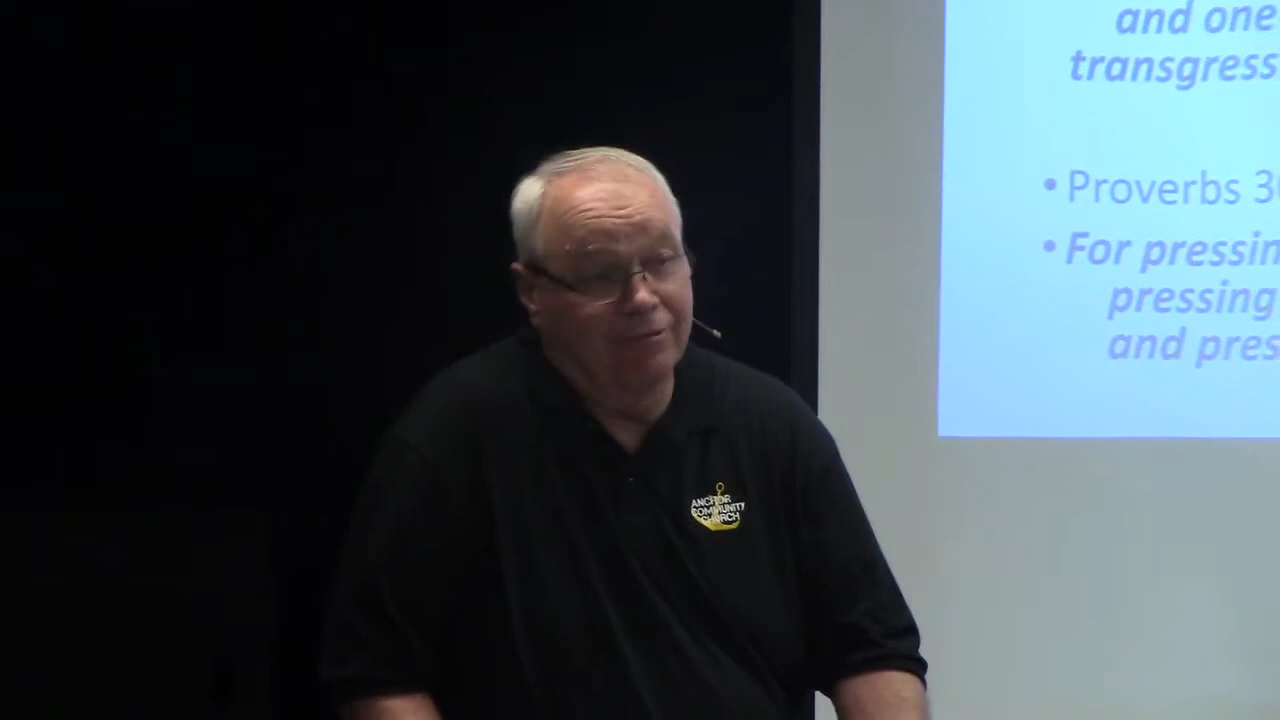 and one
transgress
• Proverbs 3
• For pressin
pressing
and pres
ANCHOR
COMMUNITY
CHURCH